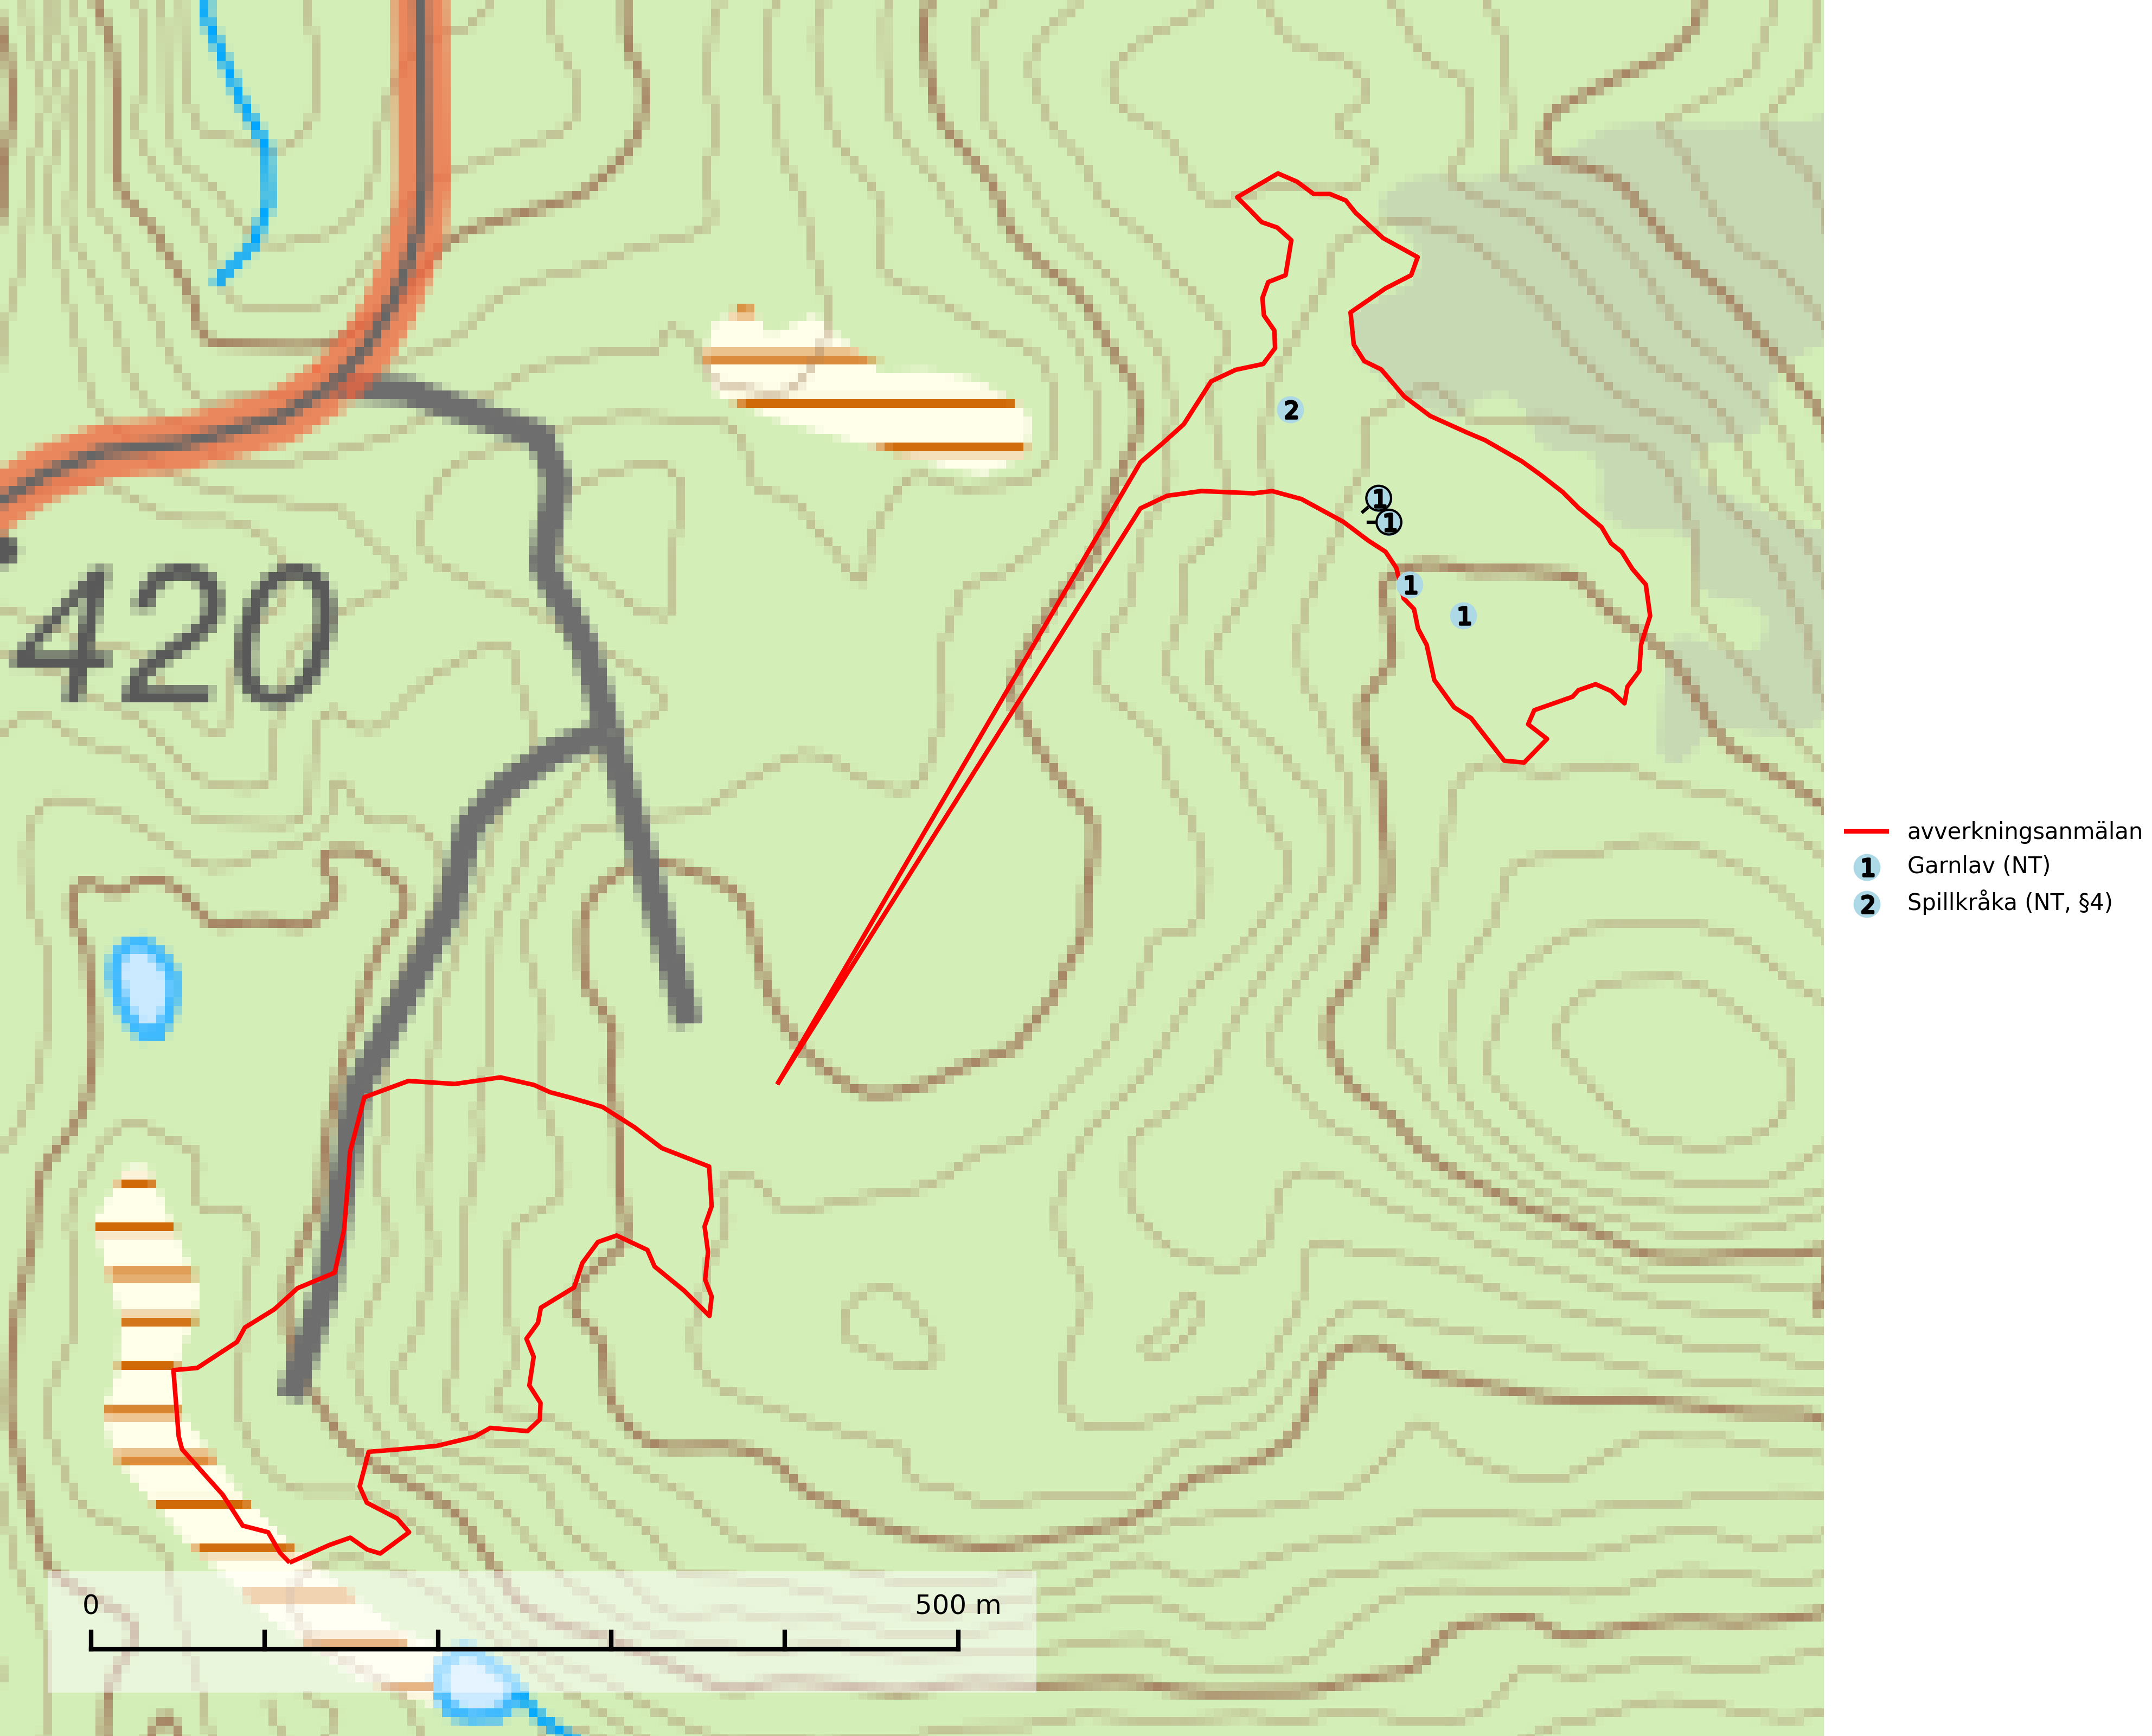 2
1
1
420
1
1
avverkningsanmälan
1 Garnlav (NT)
2 Spillkråka (NT, §4)
0 500 m